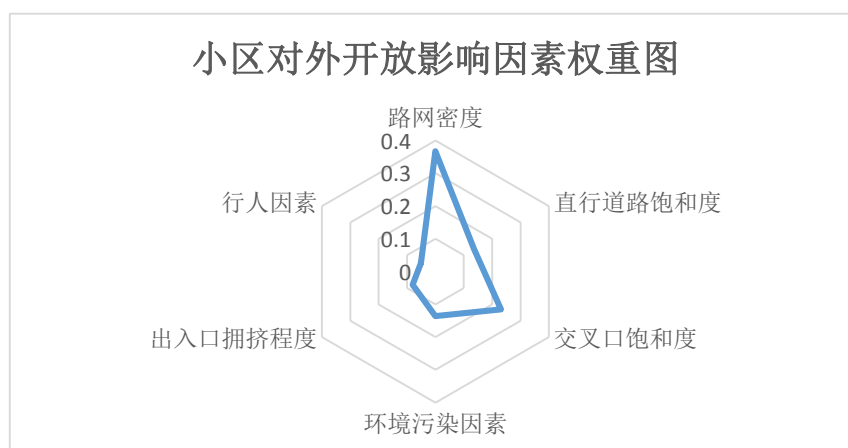 小区对外开放影响因素权重图
路网密度
0.4
0.3
行人因素
直行道路饱和度
0.2
0.1
0
出入口拥挤程度
交叉口饱和度
环境污染因素